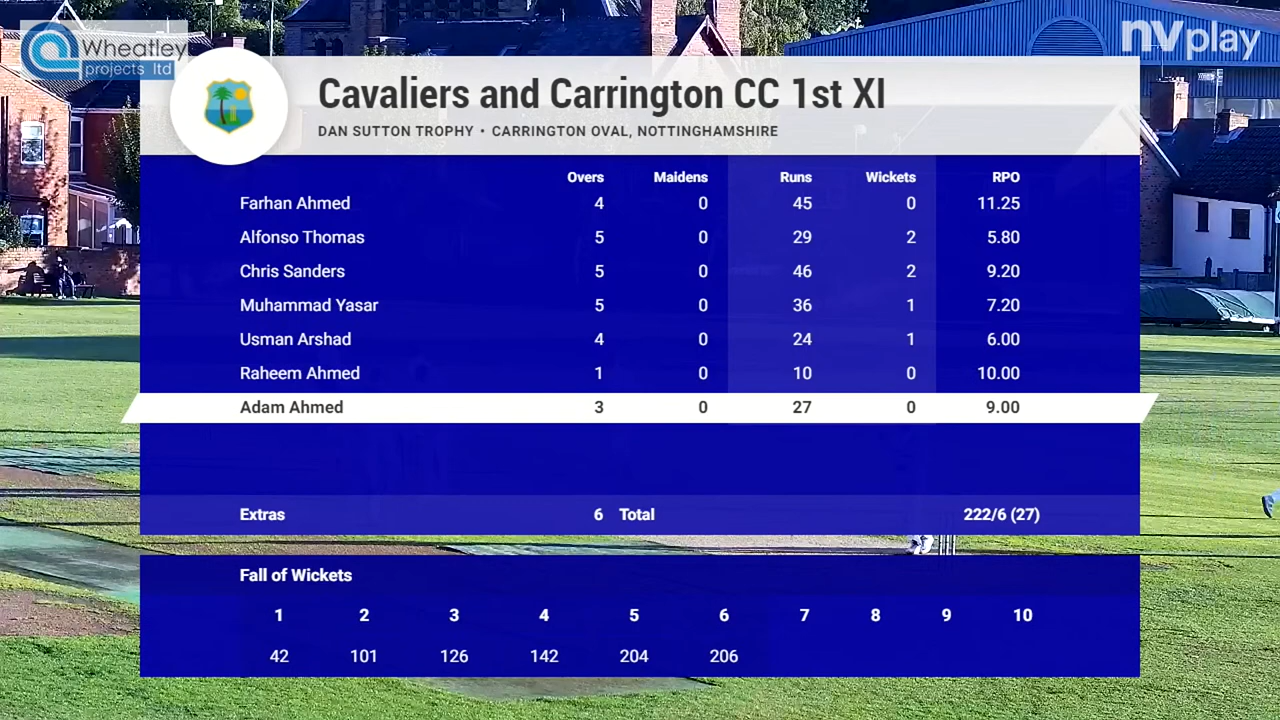 Wheatley
projects ltd
nvplay
Cavaliers and Carrington CC 1st XI
DAN SUTTON TROPHY • CARRINGTON OVAL, NOTTINGHAMSHIRE
Overs Maidens Runs Wickets RPO
Farhan Ahmed 4 0 45 0 11.25
Alfonso Thomas 5 0 29 2 5.80
Chris Sanders 5 0 46 2 9.20
Muhammad Yasar 5 0 36 1 7.20
Usman Arshad 4 0 24 1 6.00
Raheem Ahmed 1 0 10 0 10.00
Adam Ahmed 3 0 27 0 9.00
Extras 6 Total 222/6 (27)
Fall of Wickets
1 2 3 4 5 6 7 8 9 10
42 101 126 142 204 206